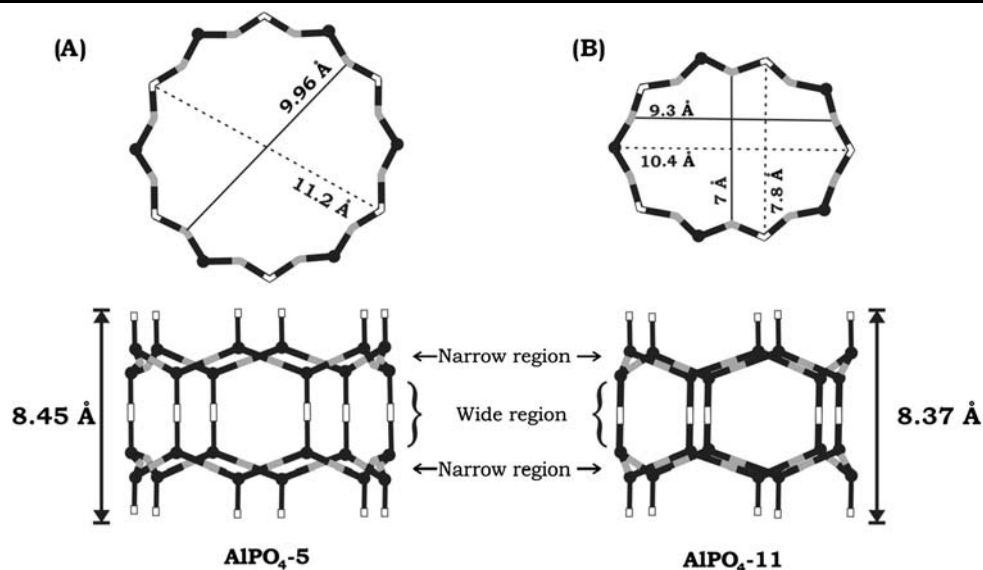 (A)
9.96 Å
11.2 Å
(B)
9.3 Å
10.4 Å
7 Å
7.8 Å
8.45 Å
←Narrow region→
Wide region
←Narrow region→
8.37 Å
AlPO₄-5
AlPO₄-11